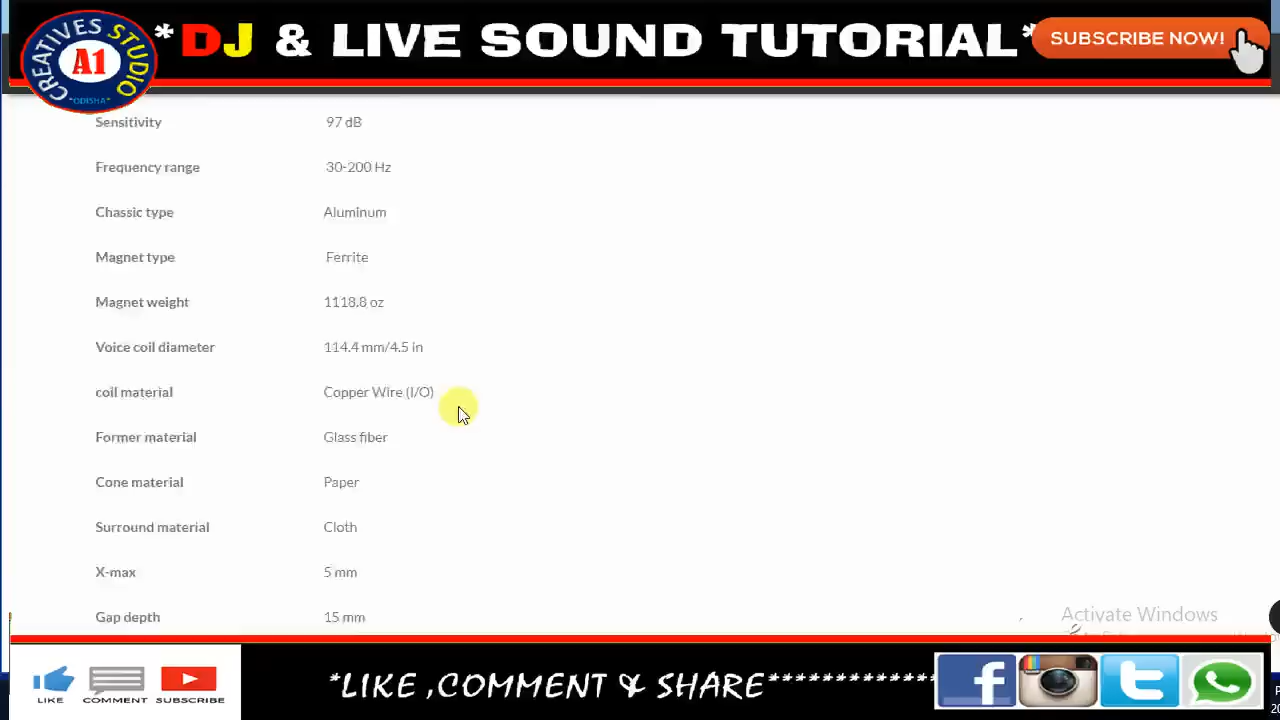 *DJ & LIVE SOUND TUTORIAL*
SUBSCRIBE NOW!
CREATIVES STUDIO
A1
"ODISHA"
Sensitivity 97 dB
Frequency range 30-200 Hz
Chassic type Aluminum
Magnet type Ferrite
Magnet weight 1118.8 oz
Voice coil diameter 114.4 mm/4.5 in
coil material Copper Wire (I/O)
Former material Glass fiber
Cone material Paper
Surround material Cloth
X-max 5 mm
Gap depth 15 mm
Activate Windows
LIKE COMMENT SUBSCRIBE
*LIKE ,COMMENT & SHARE************